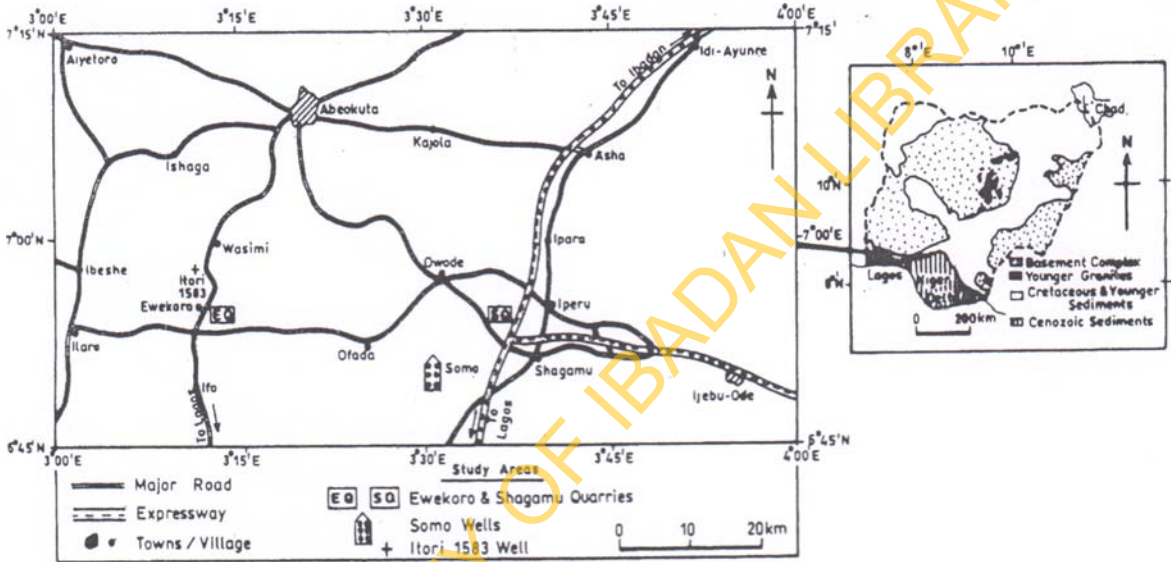 3°00'E 3°15'E 3°30'E 3°45'E 4°00'E
7°15'N 7°15'
Aiyetoro
Abeokuta
To Ibadan
Idi-Ayunre
N
Kajola
Asha
Ishaga
7°00'N
7°00'E
Wasimi
Ipara
Ibeshe
Itori
1583
Owode
Ewekoro
EQ
SQ
Iperu
Ilaro
Ofada
Somo
Shagamu
Ifo
To Lagos
To Lagos
Ijebu-Ode
6°45'N 6°45'N
3°00'E 3°15'E 3°30'E 3°45'E 4°00'E
Study Areas
Major Road
Expressway
Towns / Village
EQ SQ Ewekoro & Shagamu Quarries
Somo Wells
Itori 1583 Well
0 10 20km
8°'E 10°'E
Chad
N
10°N
8°N
Lagos
Niger
Basement Complex
Younger Granites
Cretaceous & Younger
Sediments
Cenozoic Sediments
0 200km
OF IBADAN LIBRA